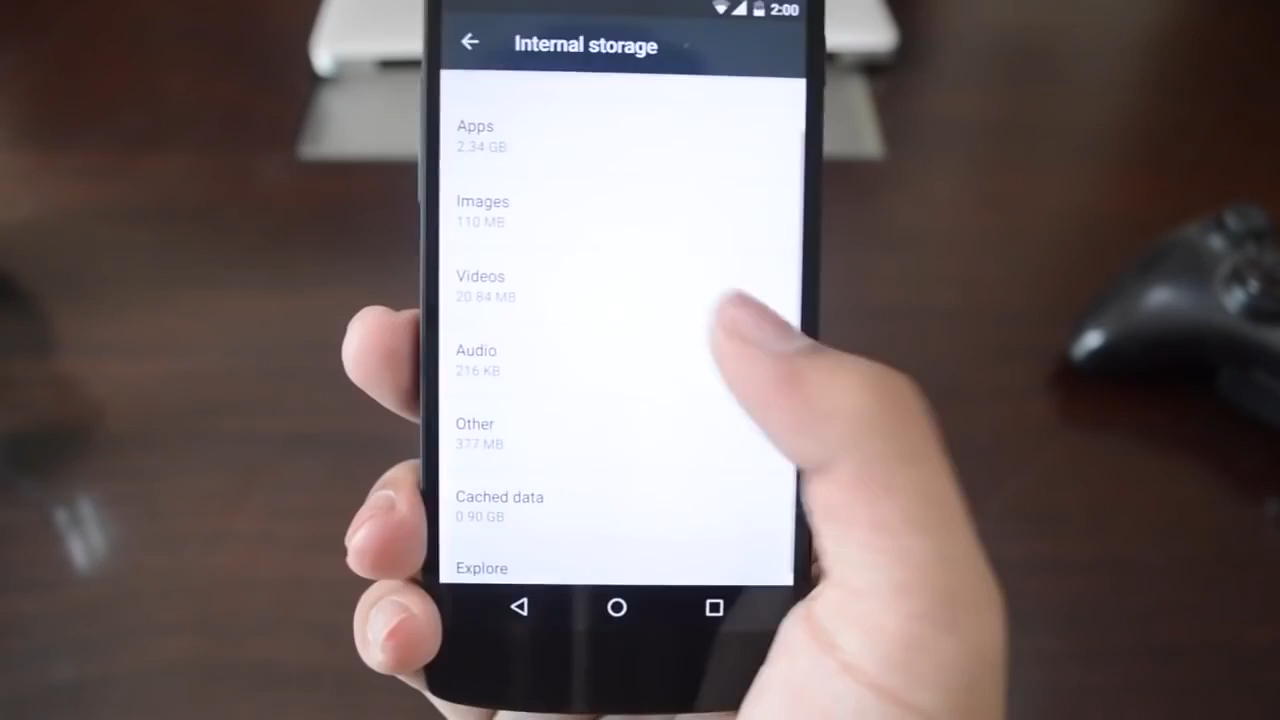 2:00
Internal storage
Apps
2.34 GB
Images
110 MB
Videos
20.84 MB
Audio
216 KB
Other
377 MB
Cached data
0.90 GB
Explore